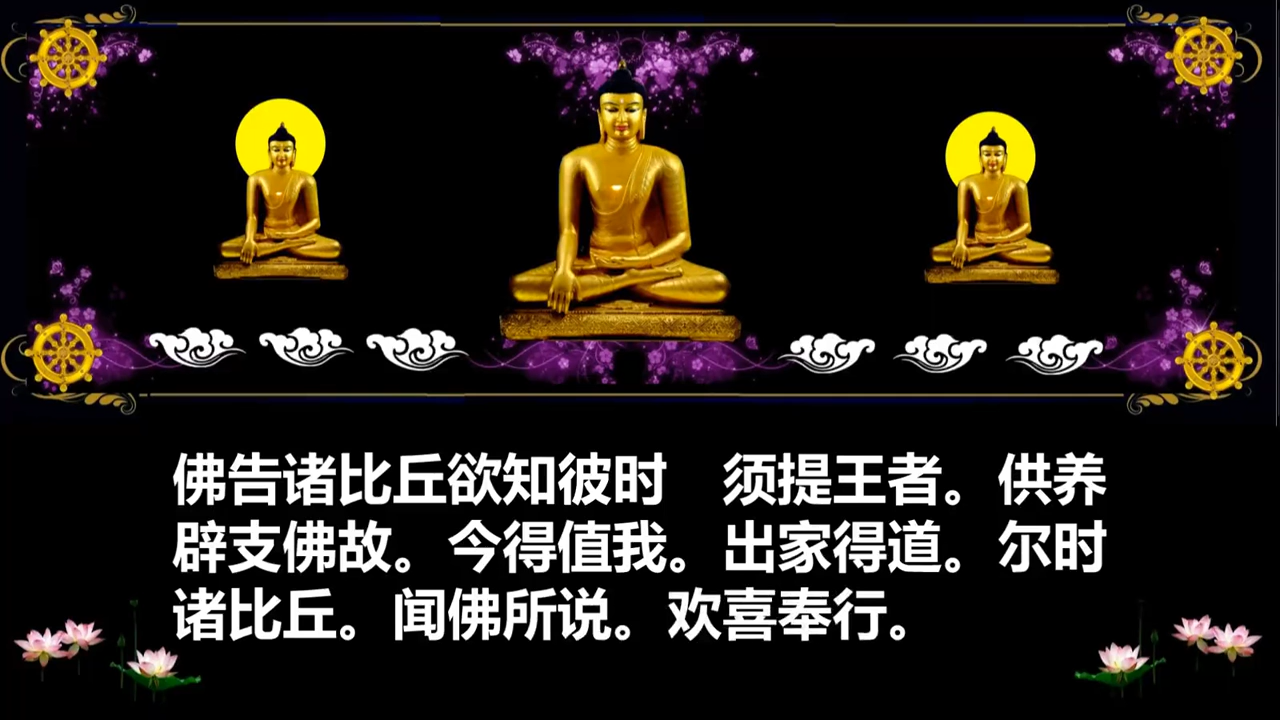 佛告诸比丘欲知彼时　须提王者。供养
辟支佛故。今得值我。出家得道。尔时
诸比丘。闻佛所说。欢喜奉行。